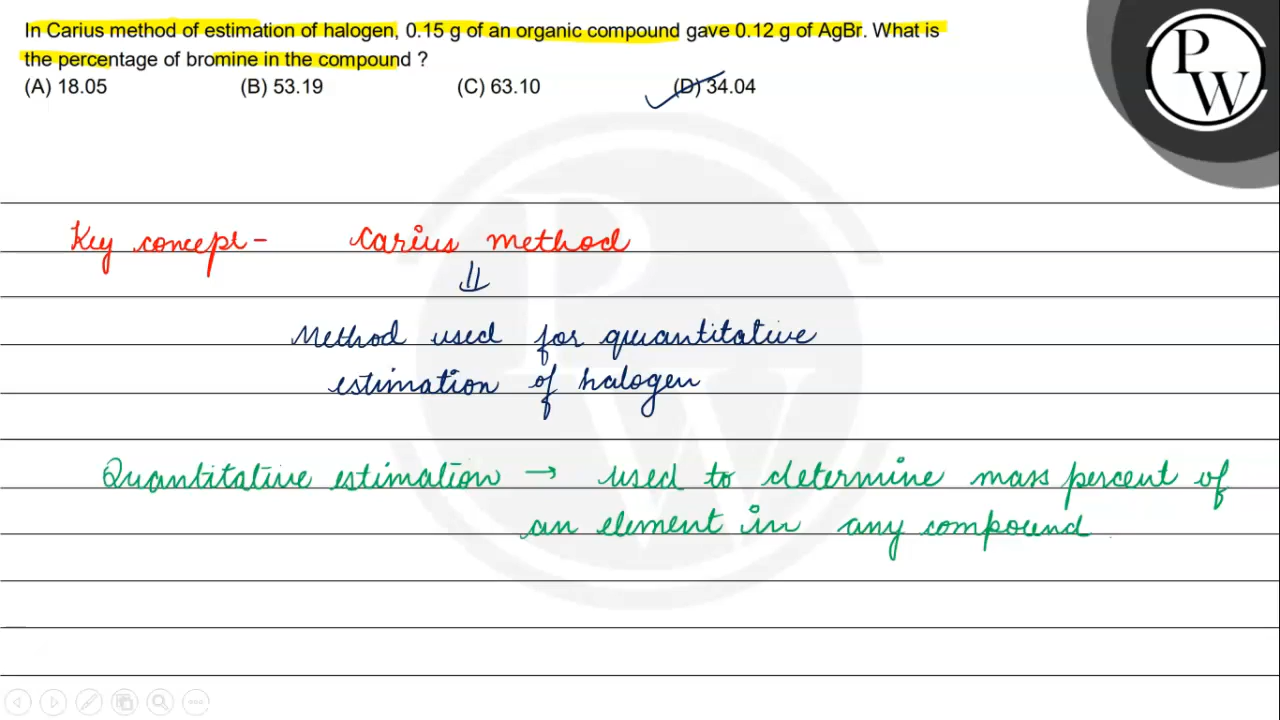 In Carius method of estimation of halogen, 0.15 g of an organic compound gave 0.12 g of AgBr. What is
the percentage of bromine in the compound ?
(A) 18.05 (B) 53.19 (C) 63.10 (D) 34.04
P
W
Key concept - Carius method
Method used for quantitative
estimation of halogen
Quantitative estimation → used to determine mass percent of
an element in any compound